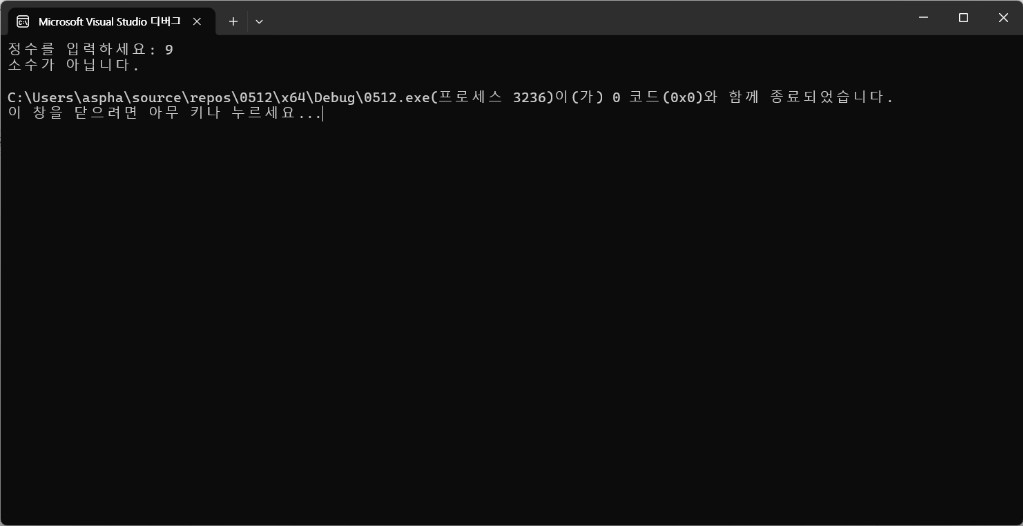 Microsoft Visual Studio 디버그
정수를 입력하세요: 9
소수가 아닙니다.
C:\Users\aspha\source\repos\0512\x64\Debug\0512.exe(프로세스 3236)이(가) 0 코드(0x0)와 함께 종료되었습니다.
이 창을 닫으려면 아무 키나 누르세요...